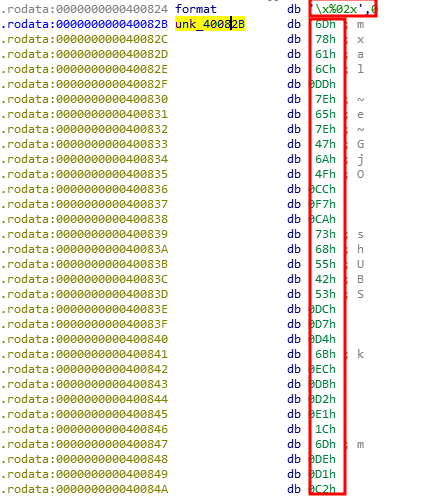 .rodata:0000000000400824 format db '\x%02x',0
.rodata:000000000040082B unk_40082B db 6Dh ; m
.rodata:000000000040082C db 78h ; x
.rodata:000000000040082D db 61h ; a
.rodata:000000000040082E db 6Ch ; l
.rodata:000000000040082F db 0DDh
.rodata:0000000000400830 db 7Eh ; ~
.rodata:0000000000400831 db 65h ; e
.rodata:0000000000400832 db 7Eh ; ~
.rodata:0000000000400833 db 47h ; G
.rodata:0000000000400834 db 6Ah ; j
.rodata:0000000000400835 db 4Fh ; O
.rodata:0000000000400836 db 0CCh
.rodata:0000000000400837 db 0F7h
.rodata:0000000000400838 db 0CAh
.rodata:0000000000400839 db 73h ; s
.rodata:000000000040083A db 68h ; h
.rodata:000000000040083B db 55h ; U
.rodata:000000000040083C db 42h ; B
.rodata:000000000040083D db 53h ; S
.rodata:000000000040083E db 0DCh
.rodata:000000000040083F db 0D7h
.rodata:0000000000400840 db 0D4h
.rodata:0000000000400841 db 6Bh ; k
.rodata:0000000000400842 db 0ECh
.rodata:0000000000400843 db 0DBh
.rodata:0000000000400844 db 0D2h
.rodata:0000000000400845 db 0E1h
.rodata:0000000000400846 db 1Ch
.rodata:0000000000400847 db 6Dh ; m
.rodata:0000000000400848 db 0DEh
.rodata:0000000000400849 db 0D1h
.rodata:000000000040084A db 0C2h